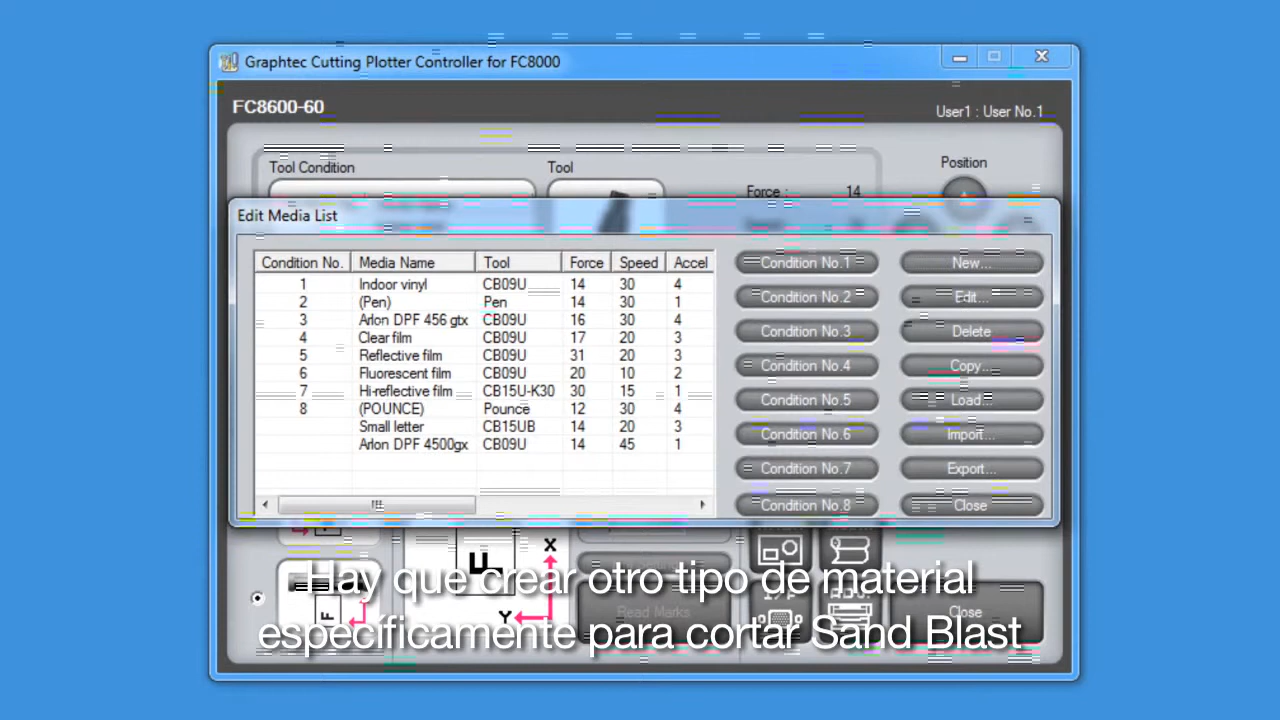 Graphtec Cutting Plotter Controller for FC8000
FC8600-60
User1 : User No.1
Tool Condition
Tool
Position
Force :
14
Edit Media List
Condition No. Media Name Tool Force Speed Accel
1 Indoor vinyl CB09U 14 30 4
2 (Pen) Pen 14 30 1
3 Arlon DPF 456 gtx CB09U 16 30 4
4 Clear film CB09U 17 20 3
5 Reflective film CB09U 31 20 3
6 Fluorescent film CB09U 20 10 2
7 Hi-reflective film CB15U-K30 30 15 1
8 (POUNCE) Pounce 12 30 4
Small letter CB15UB 14 20 3
Arlon DPF 4500gx CB09U 14 45 1
Condition No.1
Condition No.2
Condition No.3
Condition No.4
Condition No.5
Condition No.6
Condition No.7
Condition No.8
New...
Edit...
Delete
Copy...
Load...
Import...
Export...
Close
X
Y
F
Read Marks
I/F
ADV.
Close
Hay que crear otro tipo de material
específicamente para cortar Sand Blast